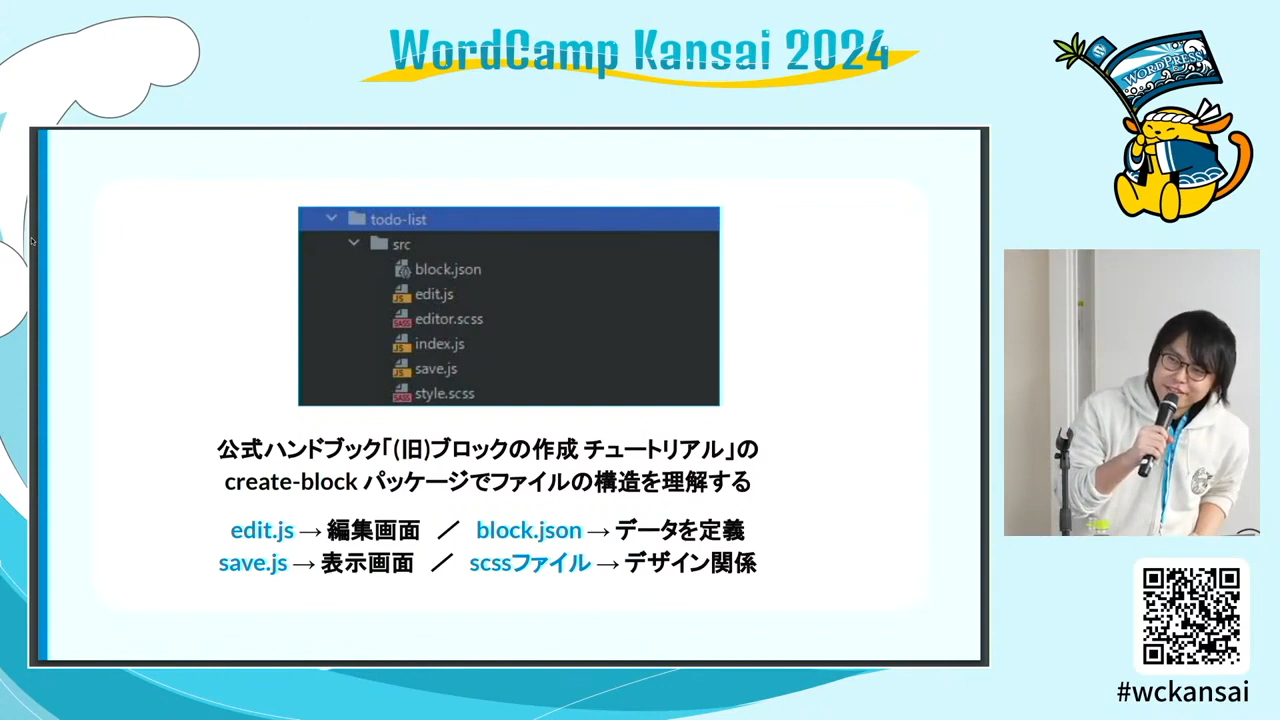 WordCamp Kansai 2024
WORDPRESS
W
todo-list
src
block.json
edit.js
editor.scss
index.js
save.js
style.scss
公式ハンドブック「(旧)ブロックの作成 チュートリアル」の
create-block パッケージでファイルの構造を理解する
edit.js → 編集画面 ／ block.json → データを定義
save.js → 表示画面 ／ scssファイル → デザイン関係
#wckansai